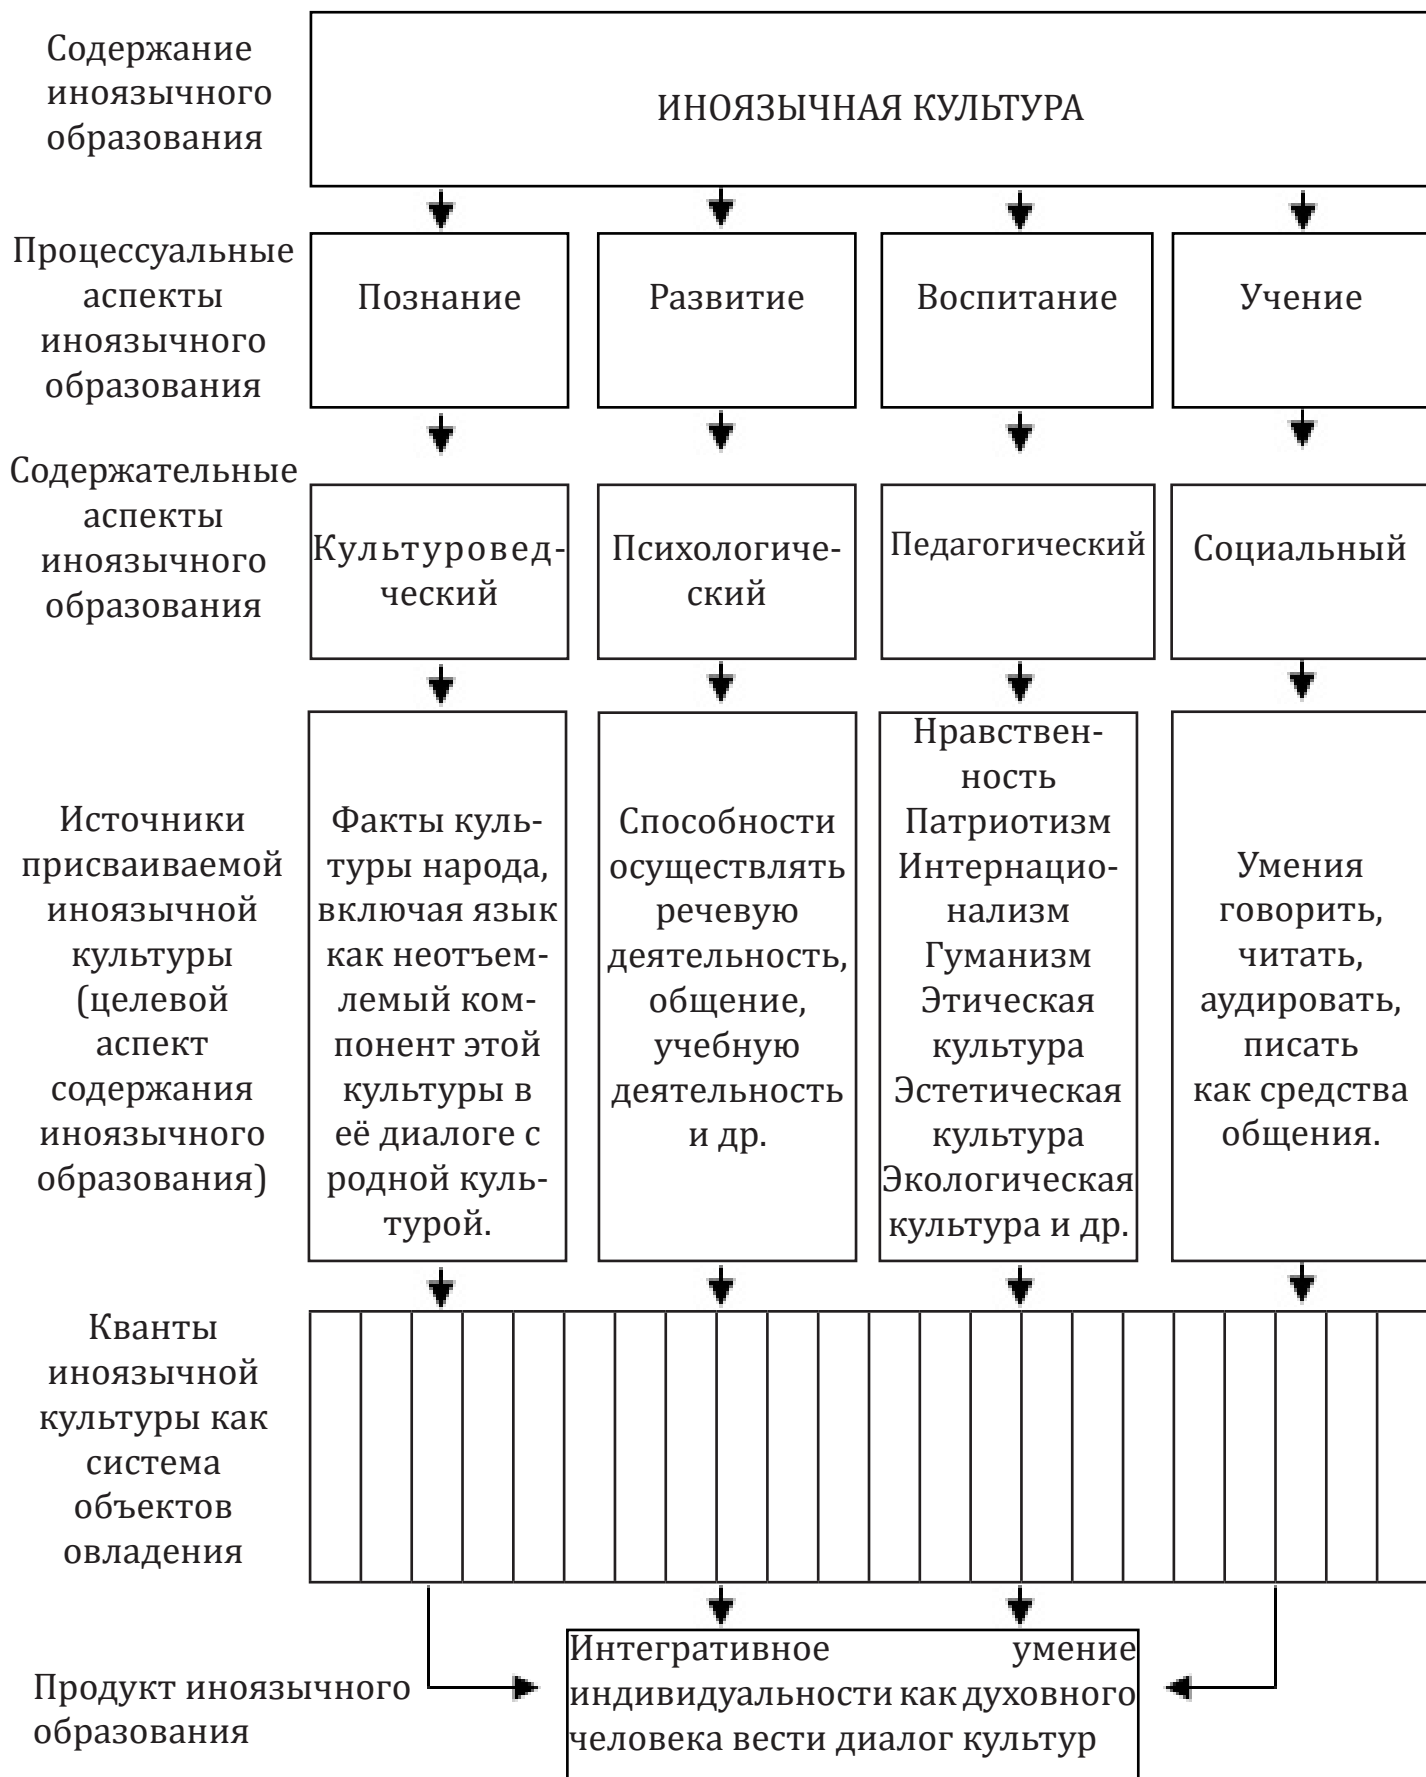 Содержание
иноязычного
образования
ИНОЯЗЫЧНАЯ КУЛЬТУРА
Процессуальные
аспекты
иноязычного
образования
Познание
Развитие
Воспитание
Учение
Содержательные
аспекты
иноязычного
образования
Культуровед-
ческий
Психологиче-
ский
Педагогический
Социальный
Источники
присваиваемой
иноязычной
культуры
(целевой
аспект
содержания
иноязычного
образования)
Факты куль-
туры народа,
включая язык
как неотъем-
лемый ком-
понент этой
культуры в
её диалоге с
родной куль-
турой.
Способности
осуществлять
речевую
деятельность,
общение,
учебную
деятельность
и др.
Нравствен-
ность
Патриотизм
Интернацио-
нализм
Гуманизм
Этическая
культура
Эстетическая
культура
Экологическая
культура и др.
Умения
говорить,
читать,
аудировать,
писать
как средства
общения.
Кванты
иноязычной
культуры как
система
объектов
овладения
Продукт иноязычного
образования
Интегративное умение
индивидуальности как духовного
человека вести диалог культур